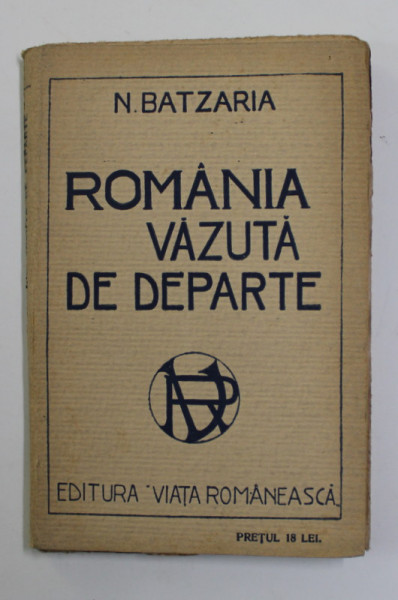 N. BATZARIA
ROMÂNIA
VĂZUTĂ
DE DEPARTE
EDITURA "VIAȚA ROMÂNEASCĂ"
PREȚUL 18 LEI.